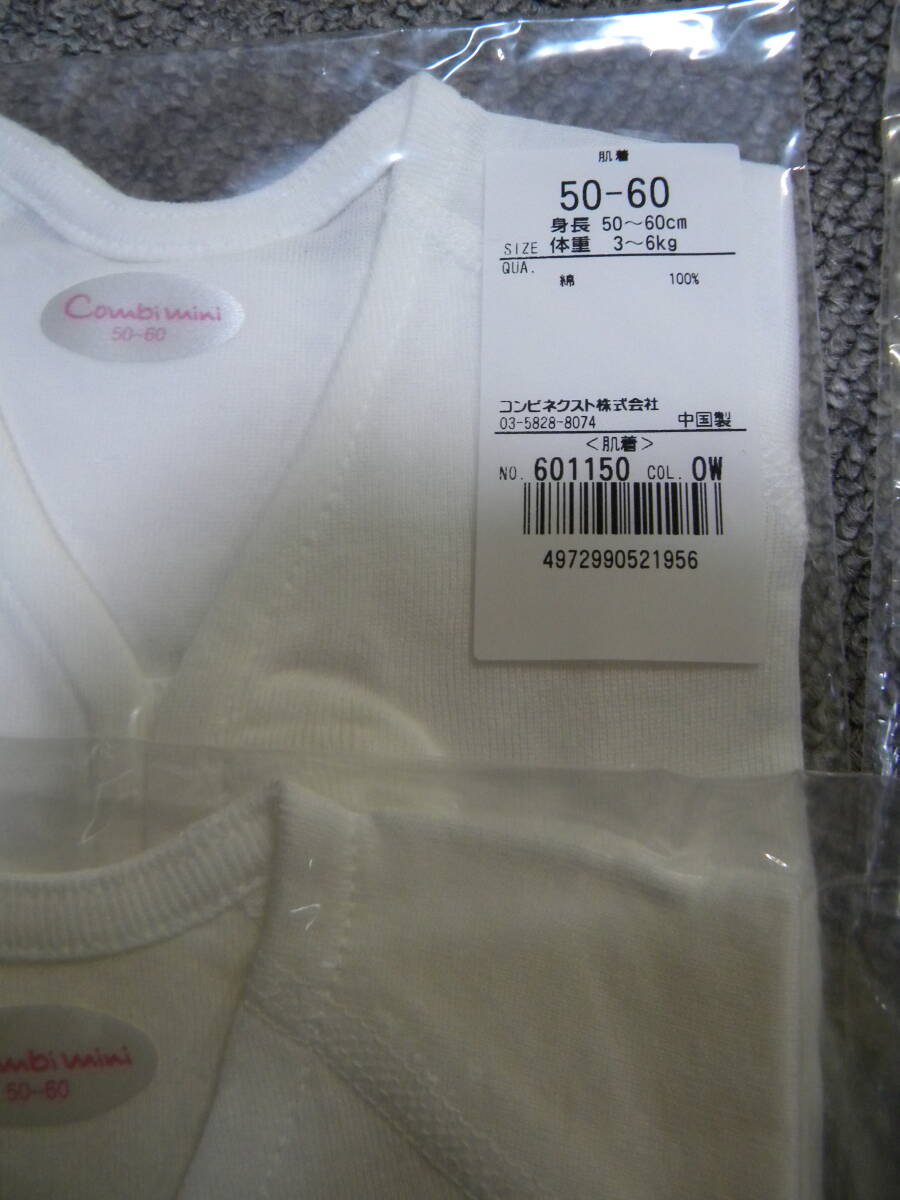 肌着
50-60
身長 50~60cm
SIZE 体重 3~6kg
QUA.
綿 100%
コンビネクスト株式会社
03-5828-8074 中国製
<肌着>
NO. 601150 COL. OW
4972990521956
Combi mini
50-60
mbi mini
50-60